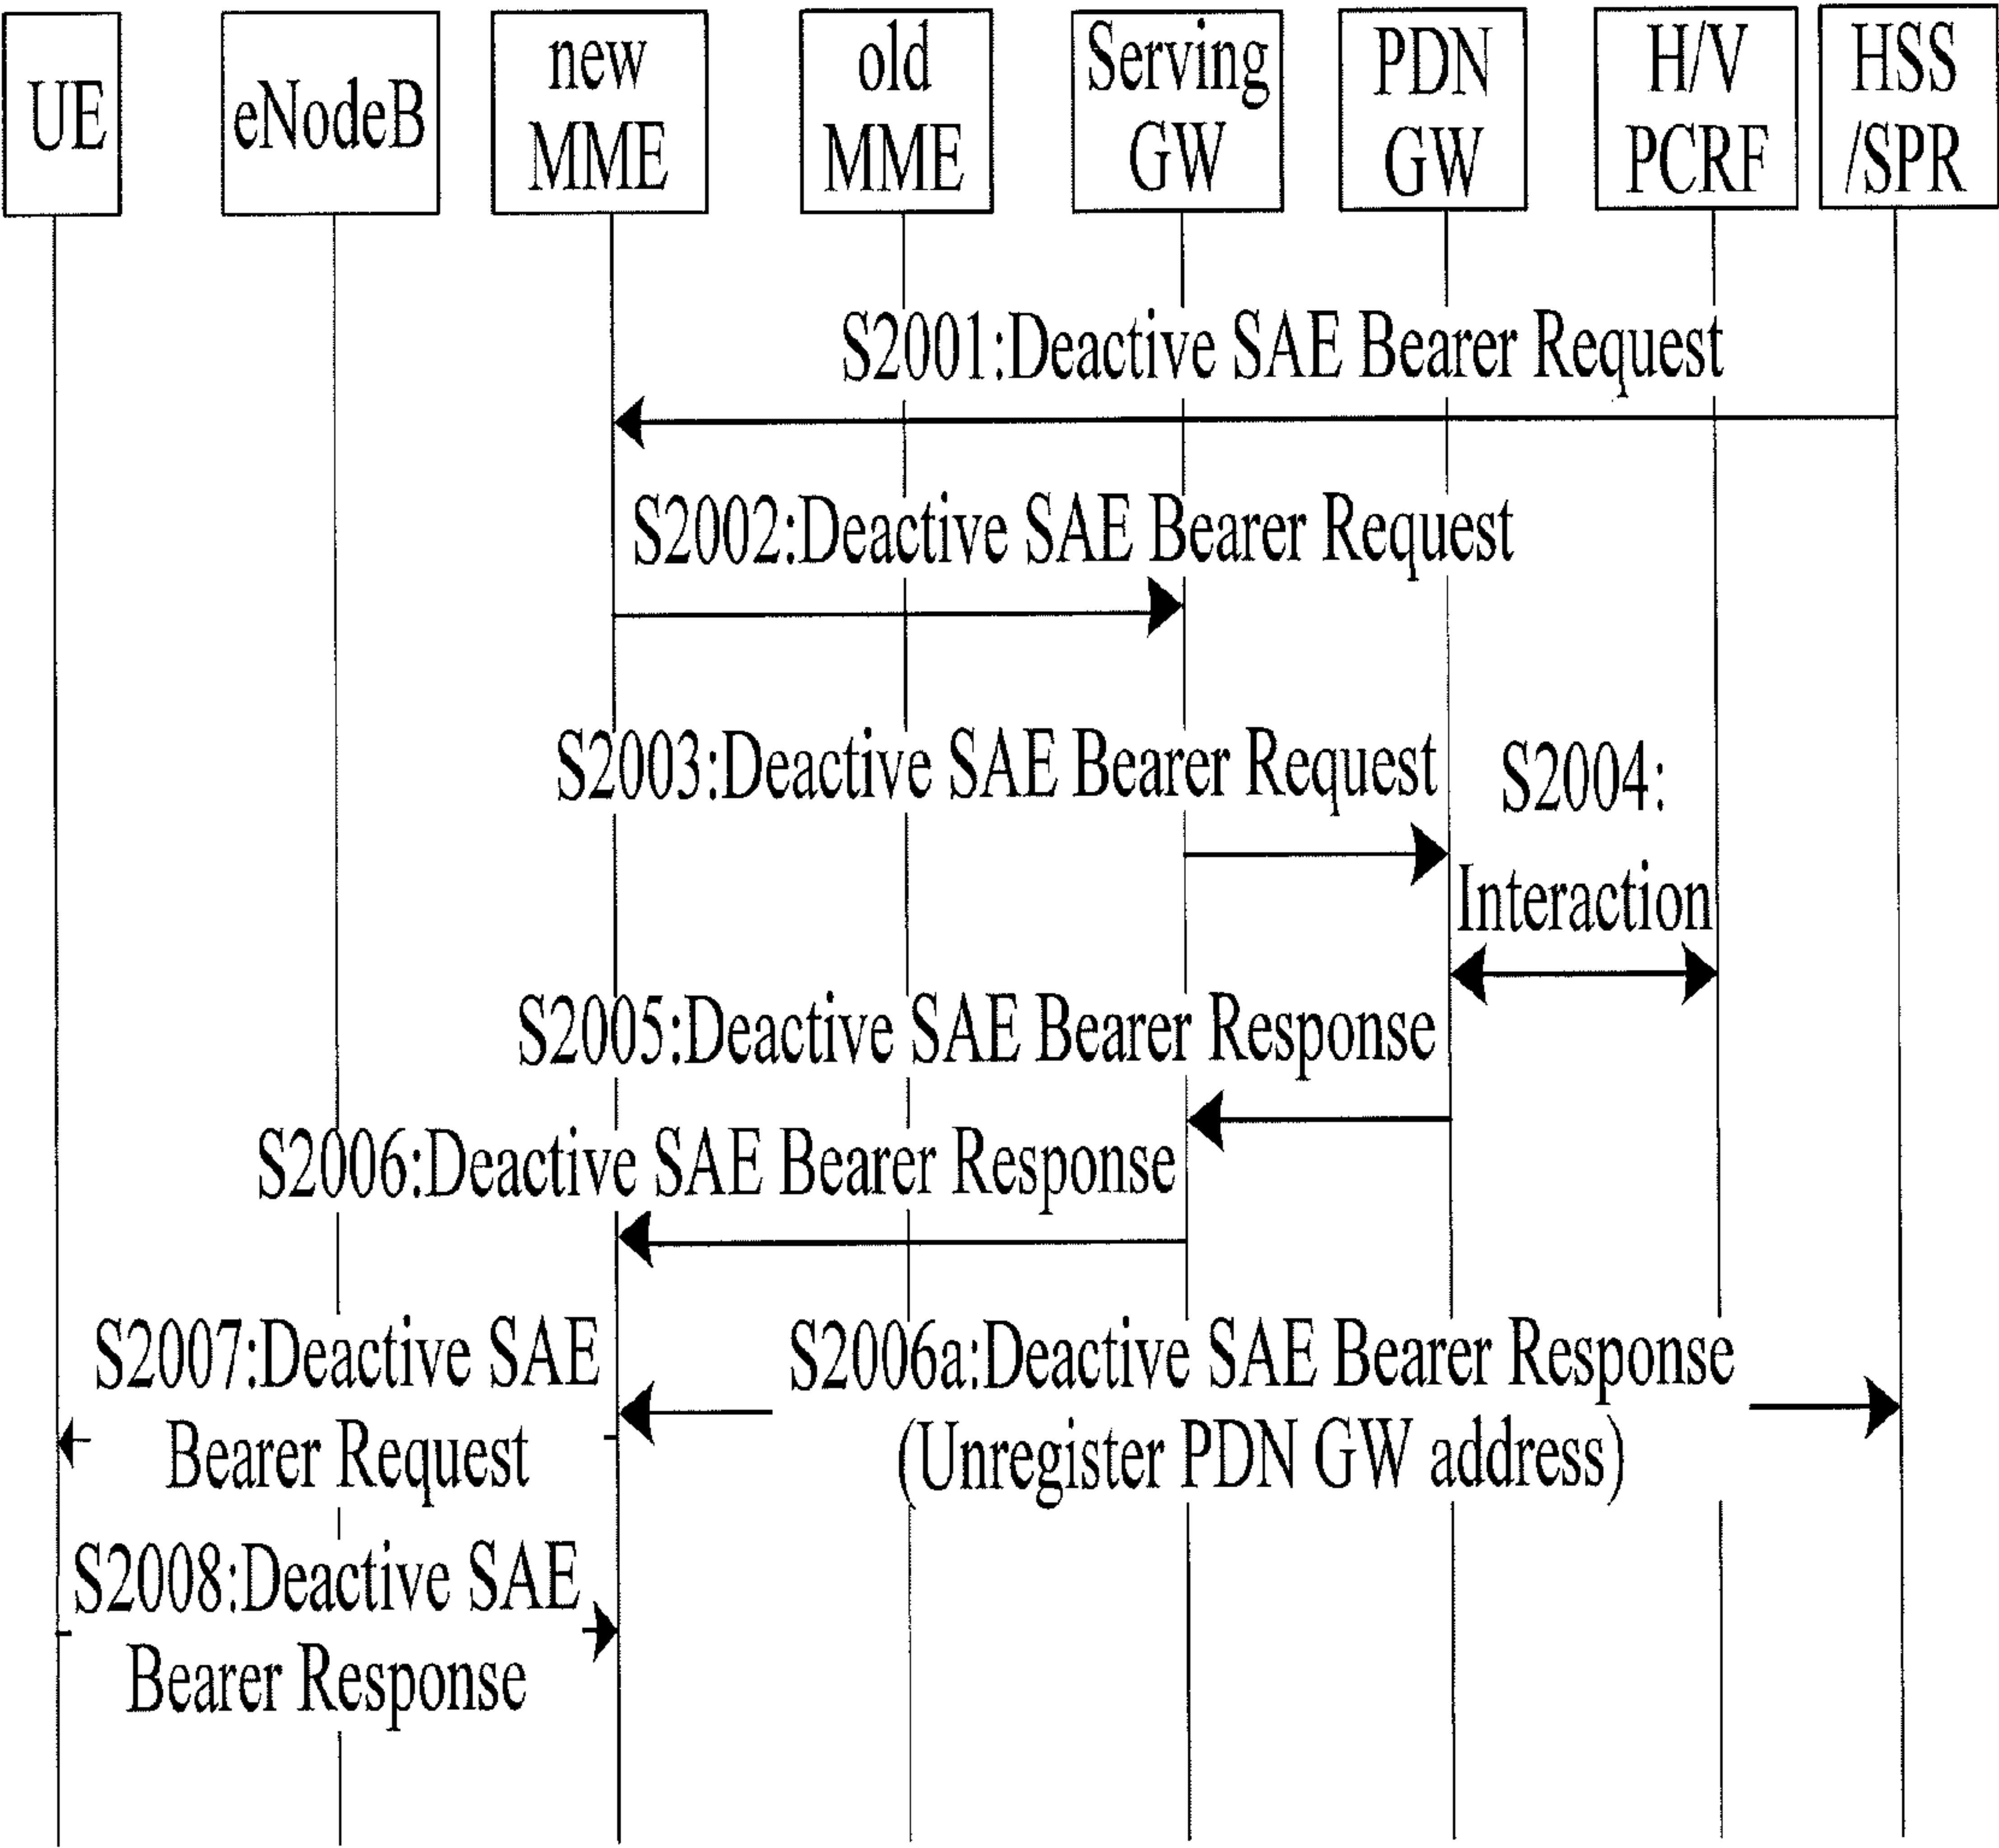 UE
eNodeB
new
MME
old
MME
Serving
GW
PDN
GW
H/V
PCRF
HSS
/SPR
S2001:Deactive SAE Bearer Request
S2002:Deactive SAE Bearer Request
S2003:Deactive SAE Bearer Request
S2004:
Interaction
S2005:Deactive SAE Bearer Response
S2006:Deactive SAE Bearer Response
S2007:Deactive SAE
Bearer Request
S2006a:Deactive SAE Bearer Response
(Unregister PDN GW address)
S2008:Deactive SAE
Bearer Response